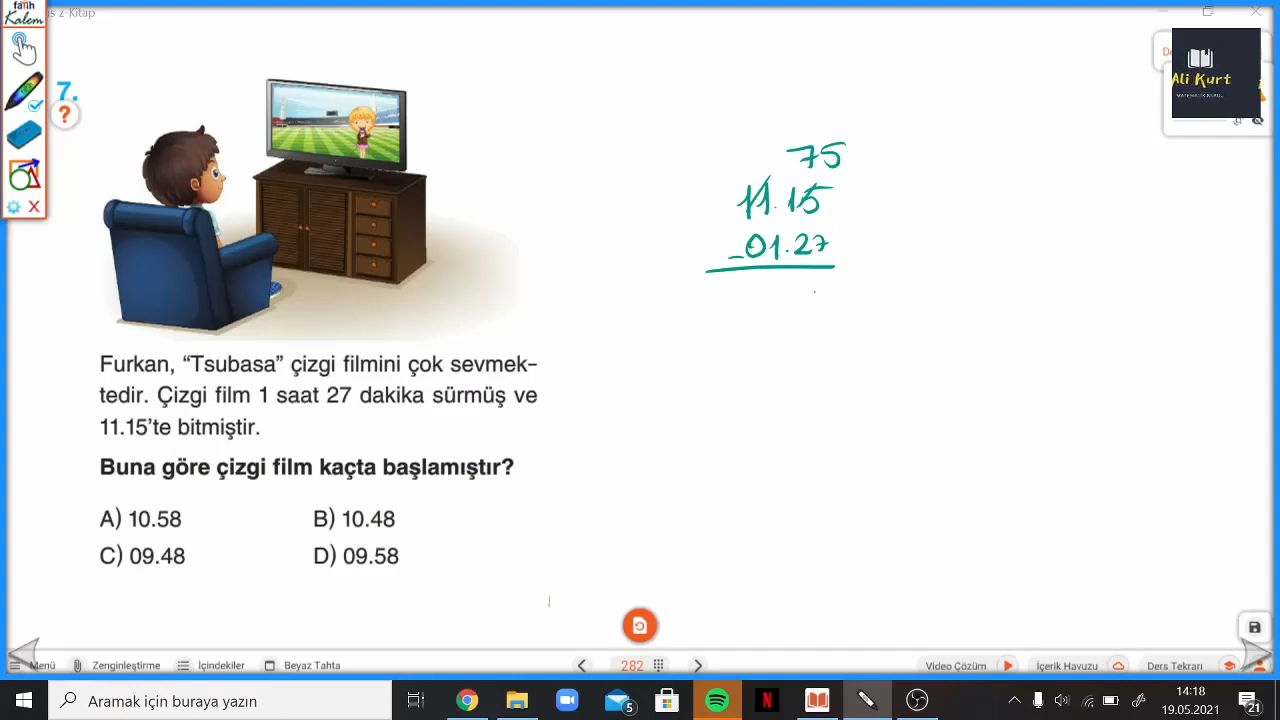 fatih
Kalem
z-Kitap
7.
?
Ali Kurt
75
11.15
-01.27
Furkan, “Tsubasa” çizgi filmini çok sevmek-
tedir. Çizgi film 1 saat 27 dakika sürmüş ve
11.15’te bitmiştir.
Buna göre çizgi film kaçta başlamıştır?
A) 10.58
B) 10.48
C) 09.48
D) 09.58
Menü
Zenginleştirme
İçindekiler
Beyaz Tahta
282
Video Çözüm
İçerik Havuzu
Ders Tekrarı
Aramak için buraya yazın
5
14:18
19.05.2021
21